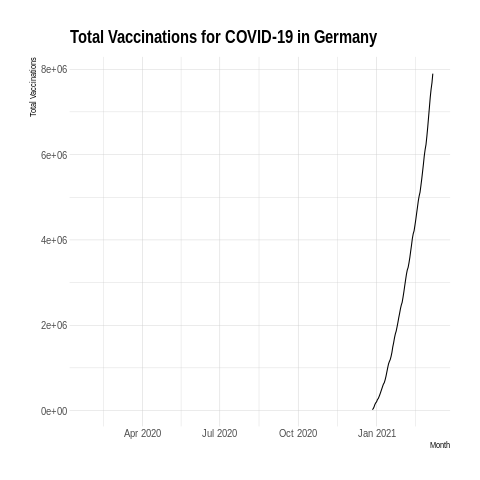 Total Vaccinations for COVID-19 in Germany
Total Vaccinations
8e+06
6e+06
4e+06
2e+06
0e+00
Apr 2020 Jul 2020 Oct 2020 Jan 2021
Month